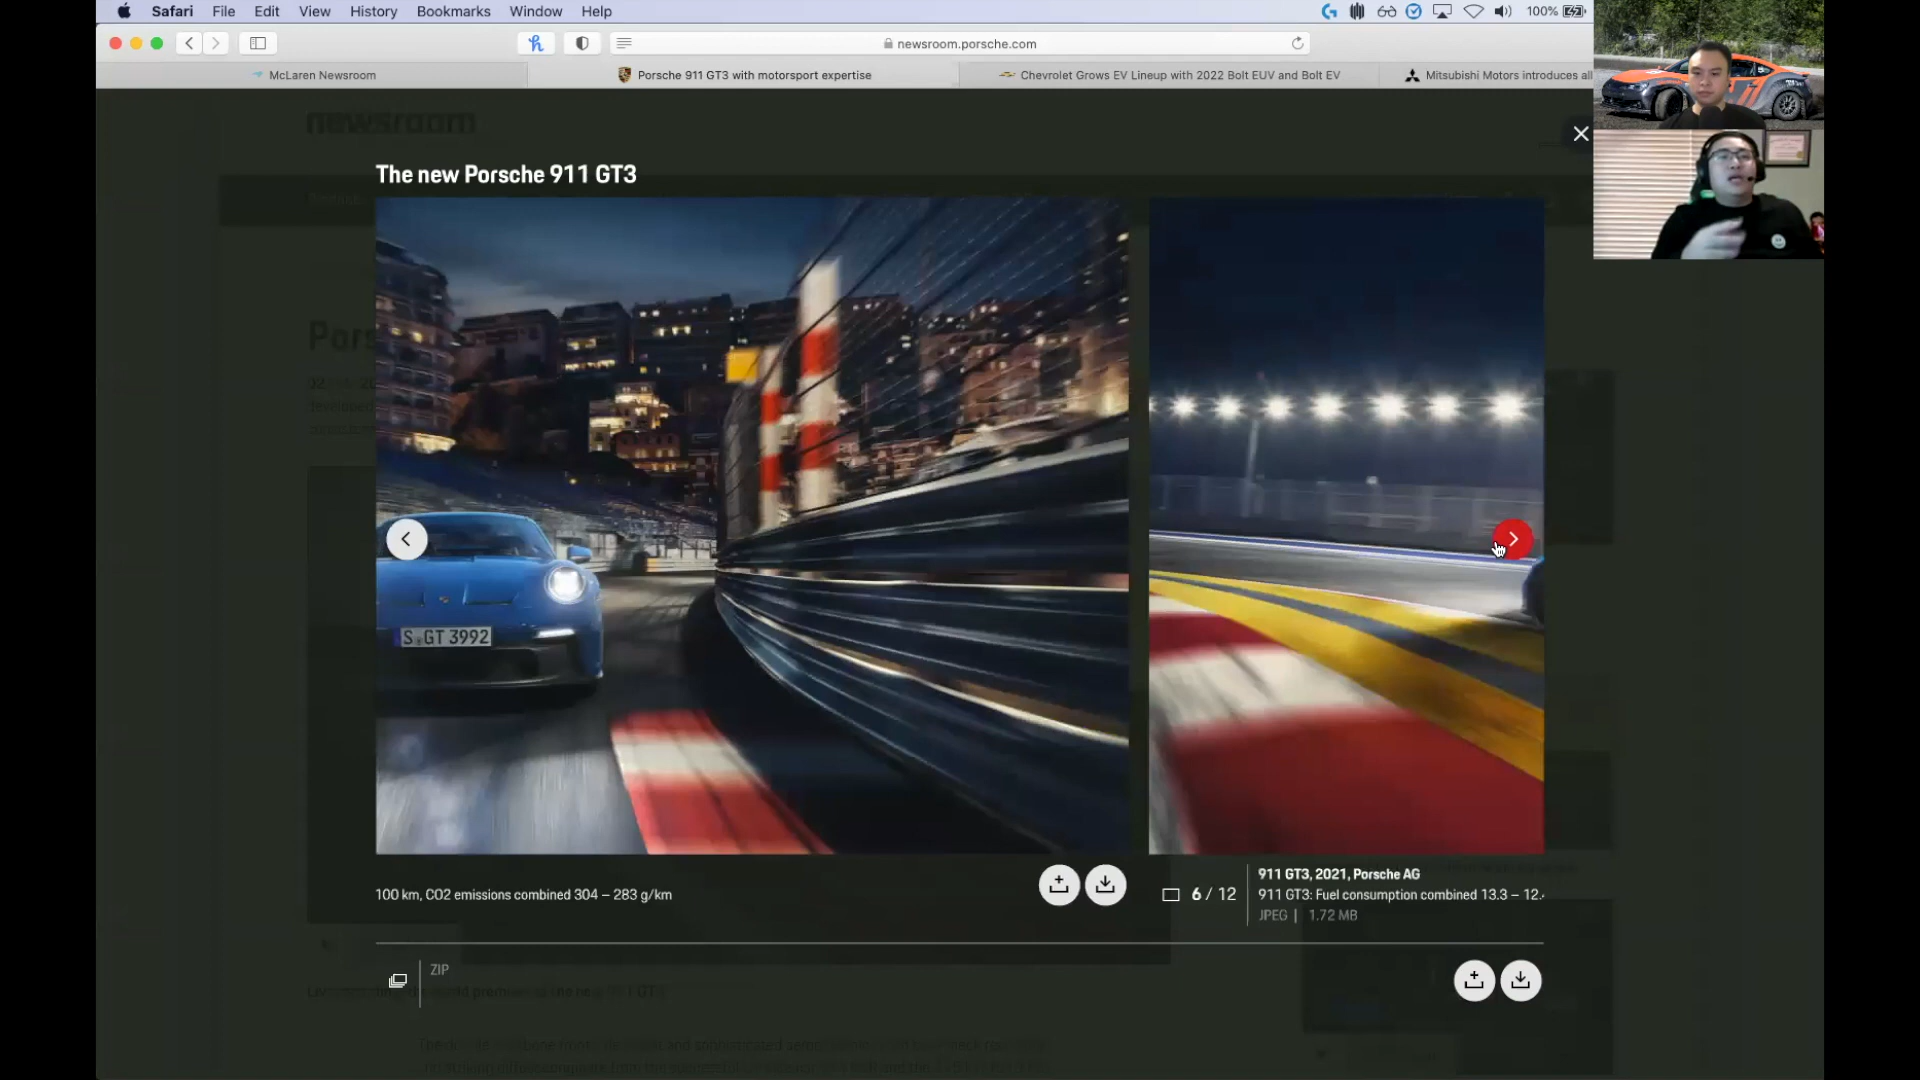 Safari File Edit View History Bookmarks Window Help 100%
newsroom.porsche.com
McLaren Newsroom
Porsche 911 GT3 with motorsport expertise
Chevrolet Grows EV Lineup with 2022 Bolt EUV and Bolt EV
Mitsubishi Motors introduces all
newsroom
The new Porsche 911 GT3
S GT 3992
100 km, CO2 emissions combined 304 – 283 g/km
6 / 12
911 GT3, 2021, Porsche AG
911 GT3: Fuel consumption combined 13.3 – 12.
JPEG | 1.72 MB
ZIP